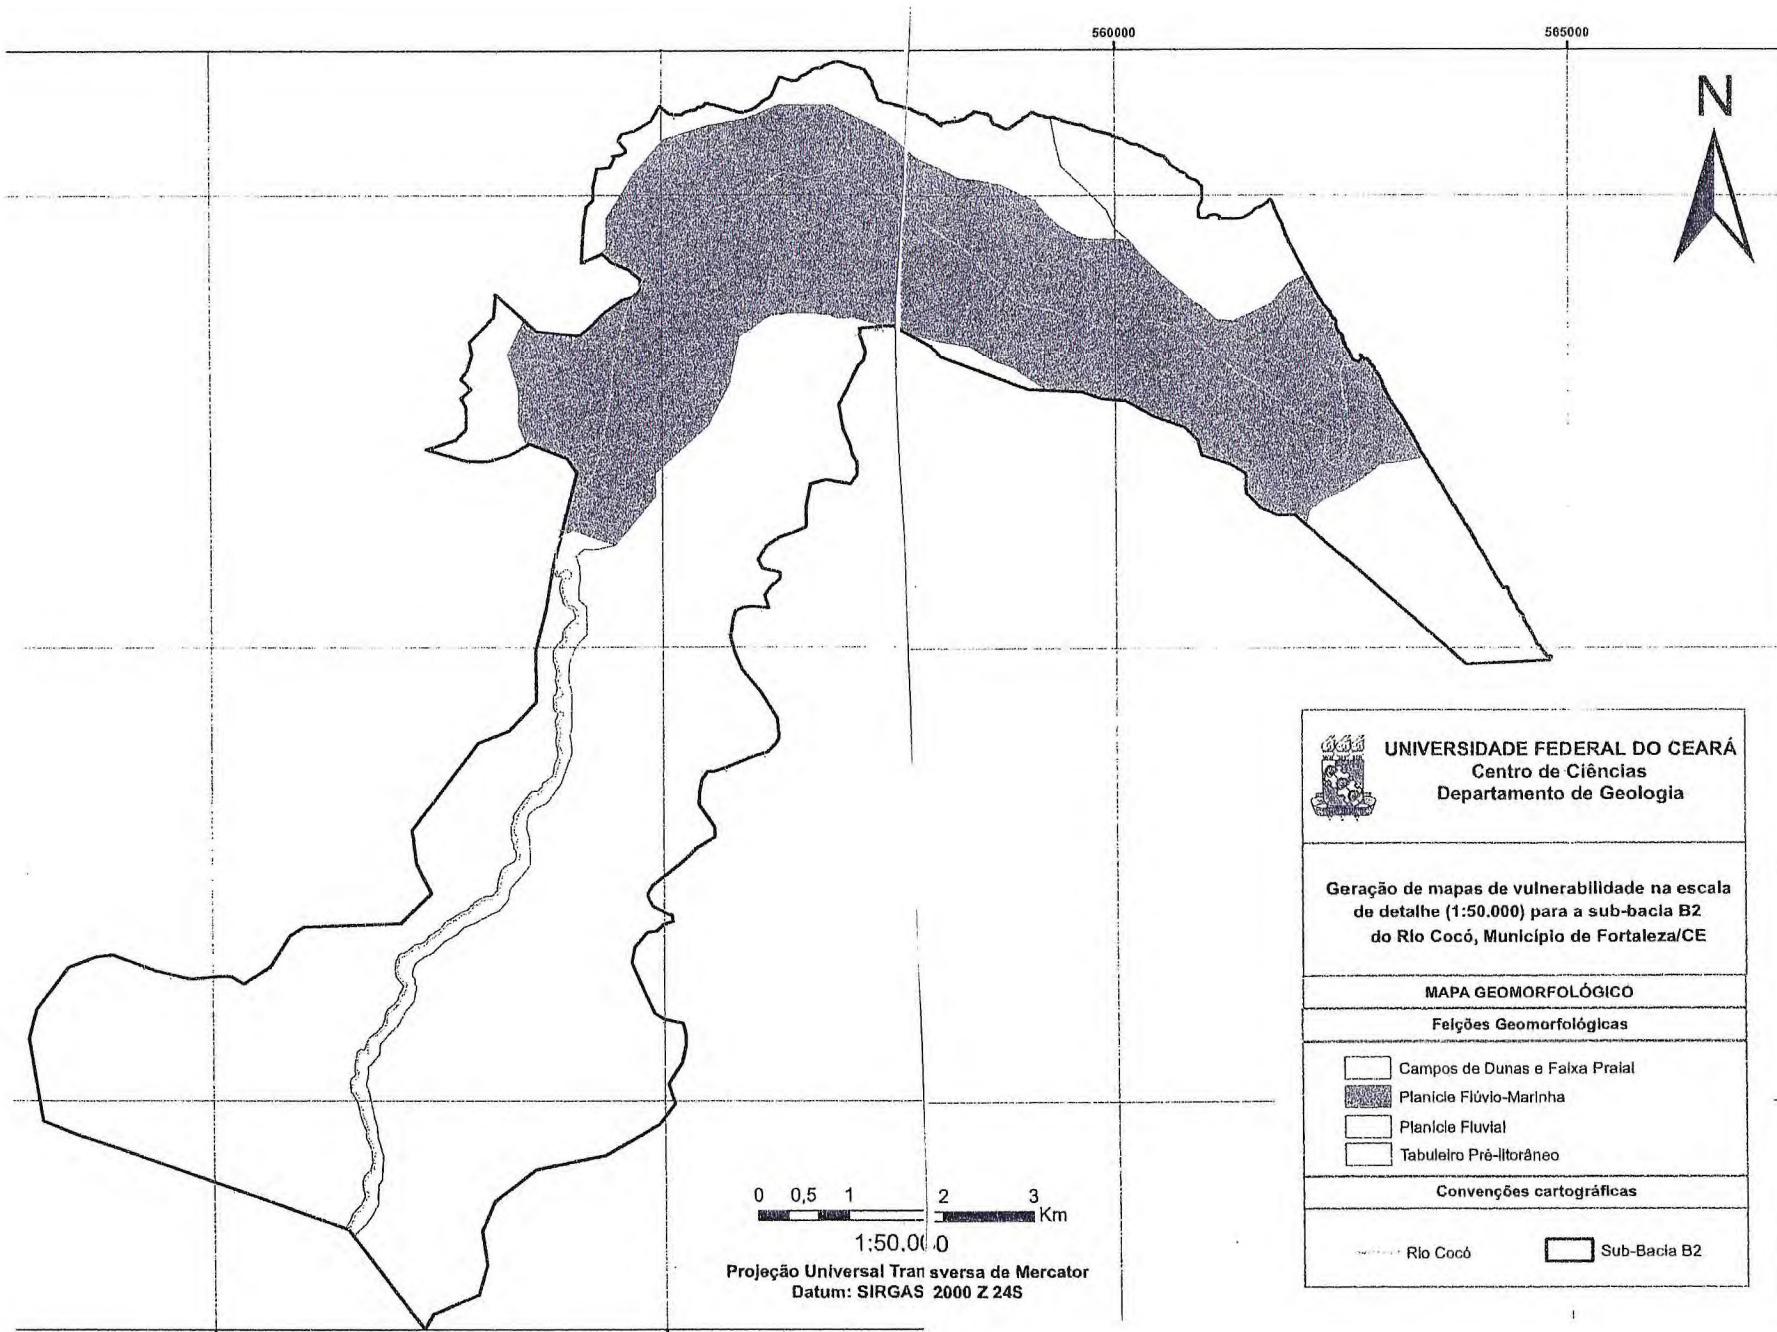 560000
565000
N
UNIVERSIDADE FEDERAL DO CEARÁ
Centro de Ciências
Departamento de Geologia
Geração de mapas de vulnerabilidade na escala
de detalhe (1:50.000) para a sub-bacia B2
do Rio Cocó, Município de Fortaleza/CE
MAPA GEOMORFOLÓGICO
Feições Geomorfológicas
Campos de Dunas e Faixa Praial
Planície Flúvio-Marinha
Planície Fluvial
Tabuleiro Pré-litorâneo
Convenções cartográficas
Rio Cocó
Sub-Bacia B2
0 0,5 1 2 3
Km
1:50.000
Projeção Universal Transversa de Mercator
Datum: SIRGAS 2000 Z 24S